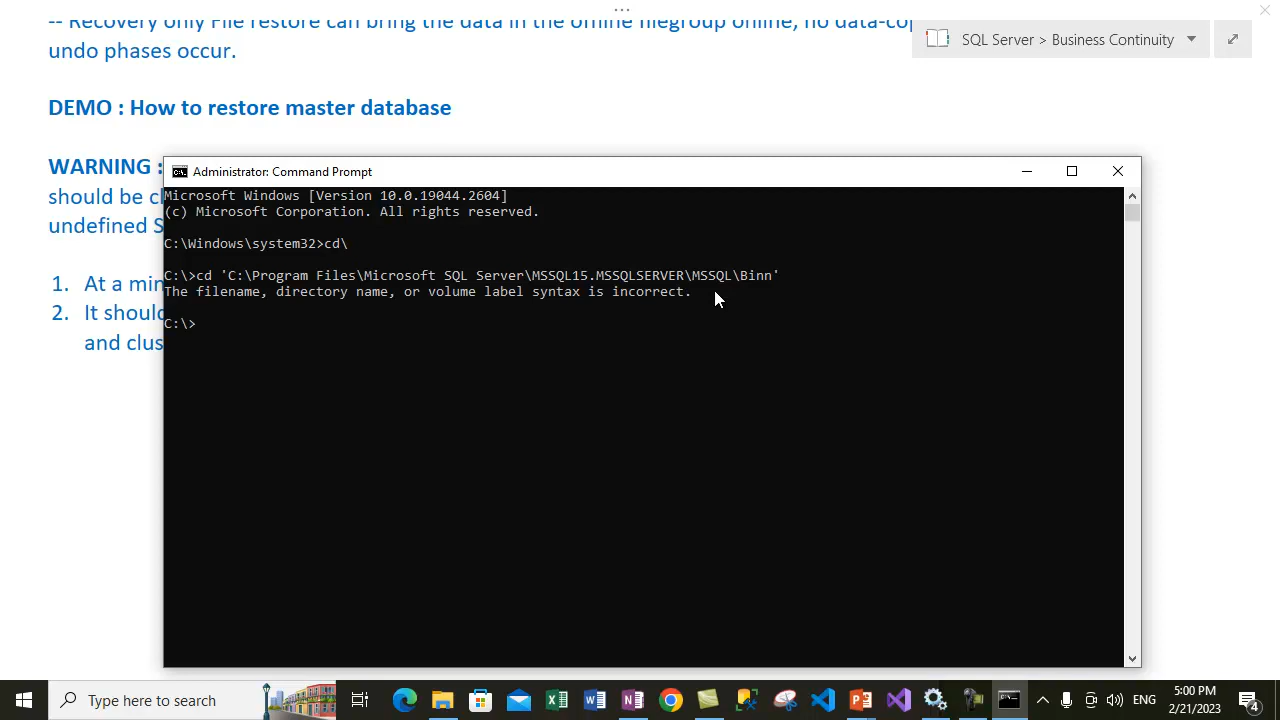 -- Recovery only File restore can bring the data in the offline filegroup online, no data-cop
undo phases occur.
SQL Server > Business Continuity
DEMO : How to restore master database
WARNING :
should be cl
undefined S
1. At a min
2. It should
and clus
Administrator: Command Prompt
Microsoft Windows [Version 10.0.19044.2604]
(c) Microsoft Corporation. All rights reserved.
C:\Windows\system32>cd\
C:\>cd 'C:\Program Files\Microsoft SQL Server\MSSQL15.MSSQLSERVER\MSSQL\Binn'
The filename, directory name, or volume label syntax is incorrect.
C:\>
Type here to search
ENG
5:00 PM
2/21/2023
4